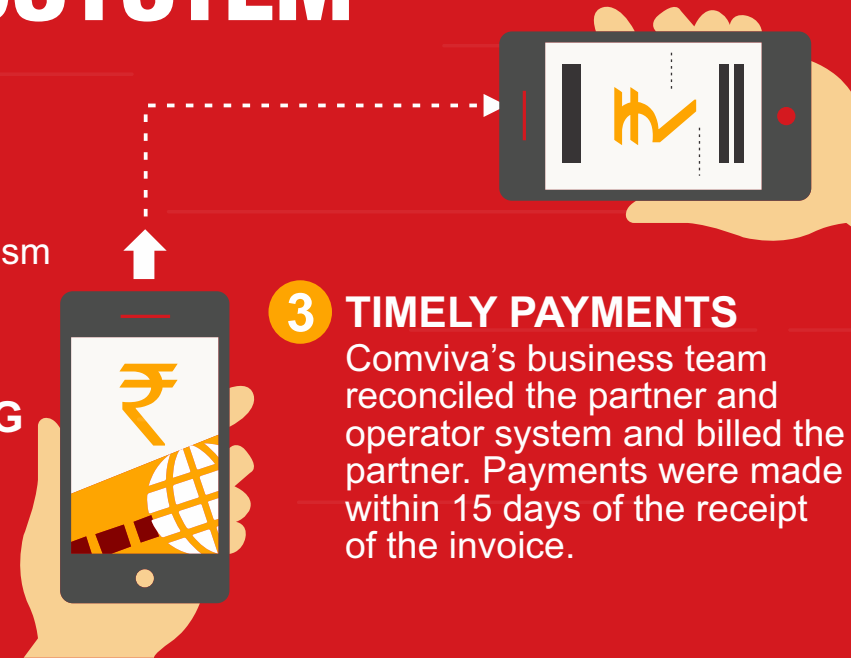 3 TIMELY PAYMENTS
Comviva’s business team
reconciled the partner and
operator system and billed the
partner. Payments were made
within 15 days of the receipt
of the invoice.
₹
₹